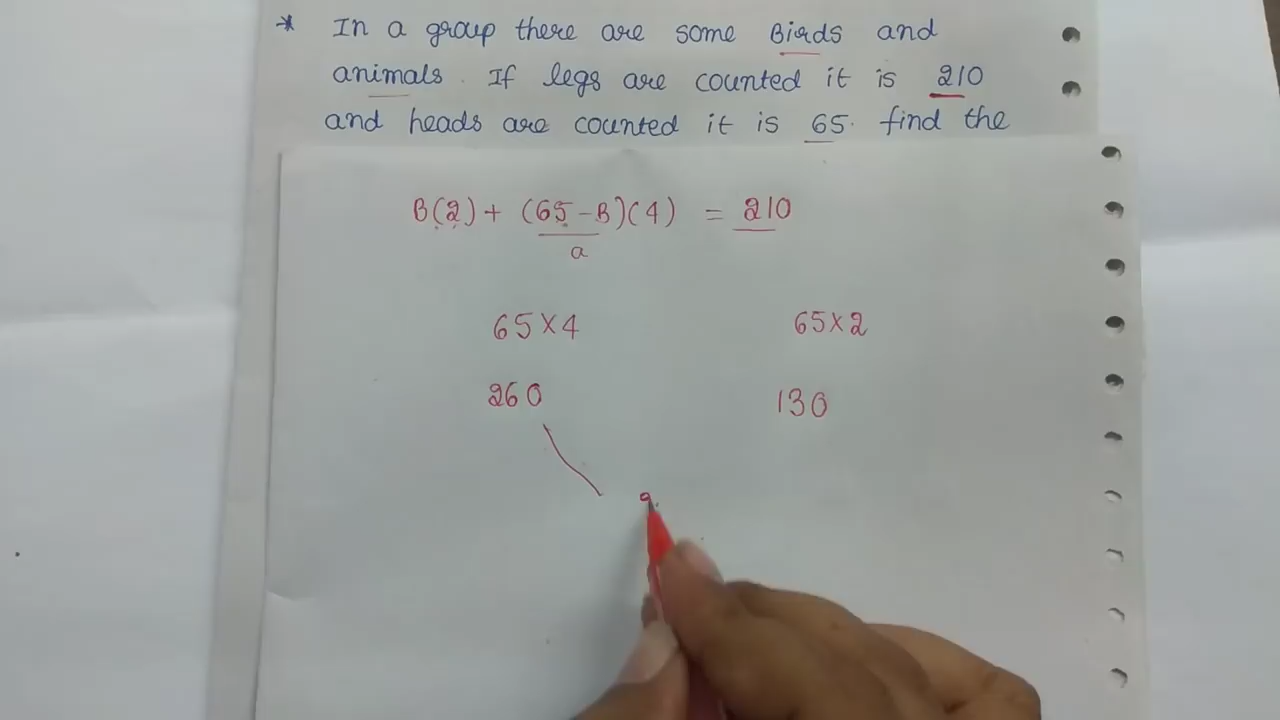 * In a group there are some Birds and
animals. If legs are counted it is 210
and heads are counted it is 65. find the
B(2) + (65-B)(4) = 210
a
65×4 65×2
260 130